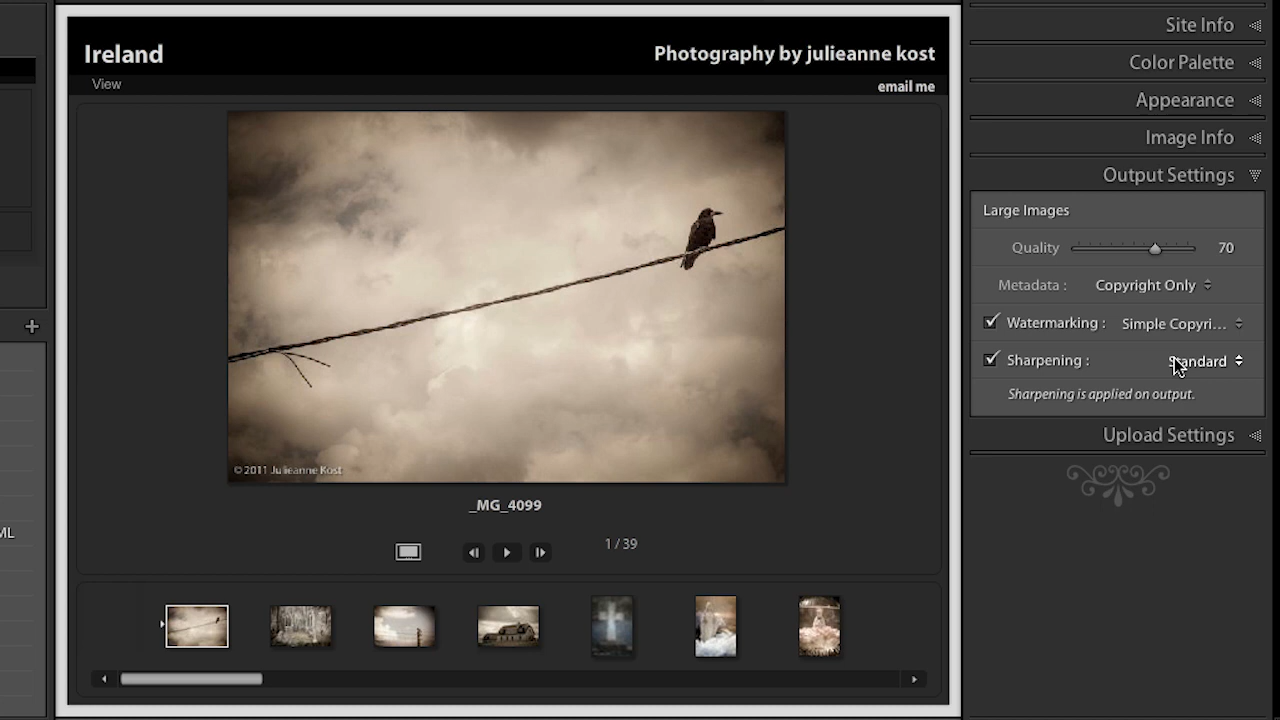 Ireland
Photography by julieanne kost
View
email me
© 2011 Julieanne Kost
_MG_4099
1 / 39
ML
Site Info
Color Palette
Appearance
Image Info
Output Settings
Large Images
Quality 70
Metadata : Copyright Only
Watermarking : Simple Copyri...
Sharpening : Standard
Sharpening is applied on output.
Upload Settings